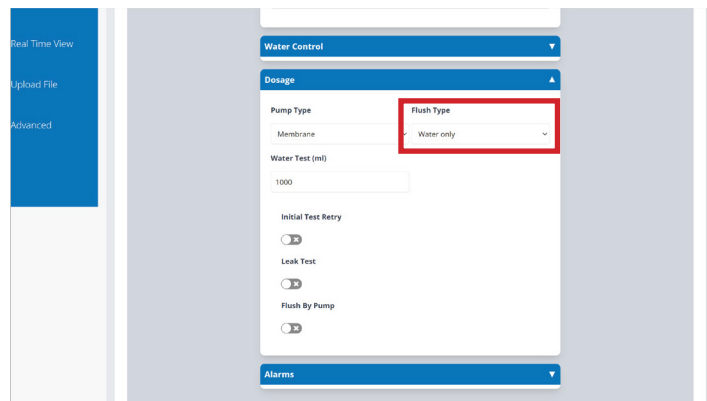 Real Time View
Upload File
Advanced
Water Control
Dosage
Pump Type
Flush Type
Membrane
Water only
Water Test (ml)
1000
Initial Test Retry
Leak Test
Flush By Pump
Alarms